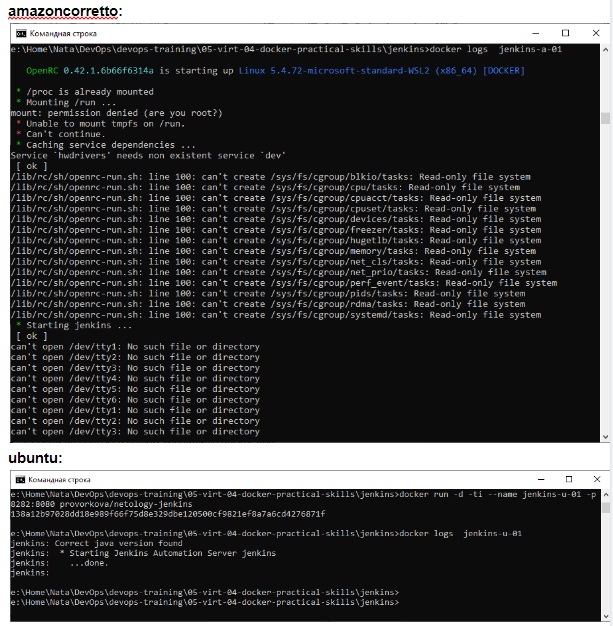 amazoncorretto:
Командная строка
e:\Home\Nata\DevOps\devops-training\05-virt-04-docker-practical-skills\jenkins>docker logs  jenkins-a-01
OpenRC 0.42.1.6b66f6314a is starting up Linux 5.4.72-microsoft-standard-WSL2 (x86_64) [DOCKER]
* /proc is already mounted
* Mounting /run ...
mount: permission denied (are you root?)
* Unable to mount tmpfs on /run.
* Can't continue.
* Caching service dependencies ...
Service `hwdrivers' needs non existent service `dev'
[ ok ]
/lib/rc/sh/openrc-run.sh: line 100: can't create /sys/fs/cgroup/blkio/tasks: Read-only file system
/lib/rc/sh/openrc-run.sh: line 100: can't create /sys/fs/cgroup/cpu/tasks: Read-only file system
/lib/rc/sh/openrc-run.sh: line 100: can't create /sys/fs/cgroup/cpuacct/tasks: Read-only file system
/lib/rc/sh/openrc-run.sh: line 100: can't create /sys/fs/cgroup/cpuset/tasks: Read-only file system
/lib/rc/sh/openrc-run.sh: line 100: can't create /sys/fs/cgroup/devices/tasks: Read-only file system
/lib/rc/sh/openrc-run.sh: line 100: can't create /sys/fs/cgroup/freezer/tasks: Read-only file system
/lib/rc/sh/openrc-run.sh: line 100: can't create /sys/fs/cgroup/hugetlb/tasks: Read-only file system
/lib/rc/sh/openrc-run.sh: line 100: can't create /sys/fs/cgroup/memory/tasks: Read-only file system
/lib/rc/sh/openrc-run.sh: line 100: can't create /sys/fs/cgroup/net_cls/tasks: Read-only file system
/lib/rc/sh/openrc-run.sh: line 100: can't create /sys/fs/cgroup/net_prio/tasks: Read-only file system
/lib/rc/sh/openrc-run.sh: line 100: can't create /sys/fs/cgroup/perf_event/tasks: Read-only file system
/lib/rc/sh/openrc-run.sh: line 100: can't create /sys/fs/cgroup/pids/tasks: Read-only file system
/lib/rc/sh/openrc-run.sh: line 100: can't create /sys/fs/cgroup/rdma/tasks: Read-only file system
/lib/rc/sh/openrc-run.sh: line 100: can't create /sys/fs/cgroup/systemd/tasks: Read-only file system
* Starting jenkins ...
[ ok ]
can't open /dev/tty1: No such file or directory
can't open /dev/tty2: No such file or directory
can't open /dev/tty3: No such file or directory
can't open /dev/tty4: No such file or directory
can't open /dev/tty5: No such file or directory
can't open /dev/tty6: No such file or directory
can't open /dev/tty1: No such file or directory
can't open /dev/tty2: No such file or directory
can't open /dev/tty3: No such file or directory
ubuntu:
Командная строка
e:\Home\Nata\DevOps\devops-training\05-virt-04-docker-practical-skills\jenkins>docker run -d -ti --name jenkins-u-01 -p
8282:8080 provorkova/netology-jenkins
138a12b97028dd18e989f66f75d8e329dbe120500cf9821ef8a7a6cd4276871f
e:\Home\Nata\DevOps\devops-training\05-virt-04-docker-practical-skills\jenkins>docker logs  jenkins-u-01
jenkins: Correct java version found
jenkins:  * Starting Jenkins Automation Server jenkins
jenkins:    ...done.
jenkins:
e:\Home\Nata\DevOps\devops-training\05-virt-04-docker-practical-skills\jenkins>
e:\Home\Nata\DevOps\devops-training\05-virt-04-docker-practical-skills\jenkins>